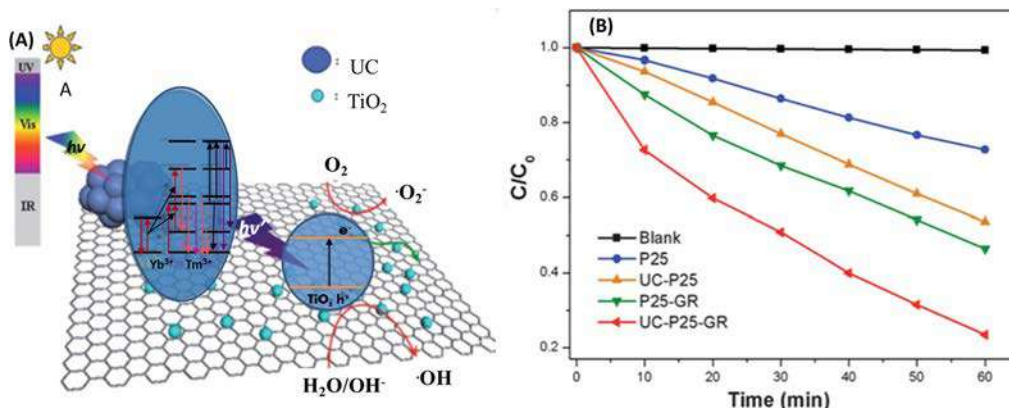 (A)
UV
Vis
IR
A
hν
: UC
: TiO₂
Yb³⁺ Tm³⁺
hν'
O₂
·O₂⁻
e⁻
TiO₂ h⁺
H₂O/OH⁻
·OH
(B)
C/C₀
1.0
0.8
0.6
0.4
0.2
Blank
P25
UC-P25
P25-GR
UC-P25-GR
0 10 20 30 40 50 60
Time (min)